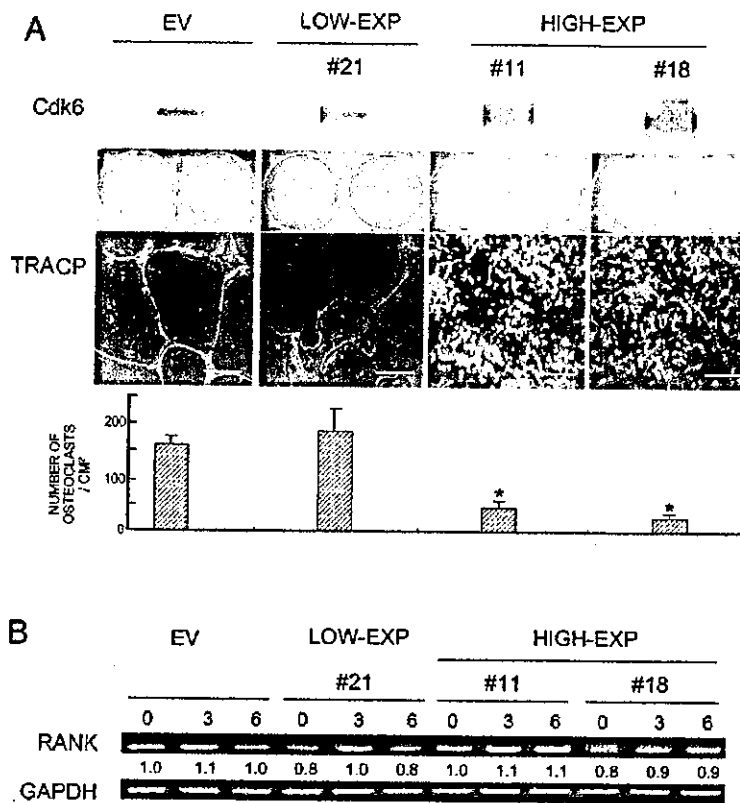 A
EV LOW-EXP HIGH-EXP
#21 #11 #18
Cdk6
TRACP
NUMBER OF
OSTEOCLASTS
/ CM²
200
100
0
* *
B
EV LOW-EXP HIGH-EXP
#21 #11 #18
0 3 6 0 3 6 0 3 6 0 3 6
RANK
1.0 1.1 1.0 0.8 1.0 0.8 1.0 1.1 1.1 0.8 0.9 0.9
GAPDH